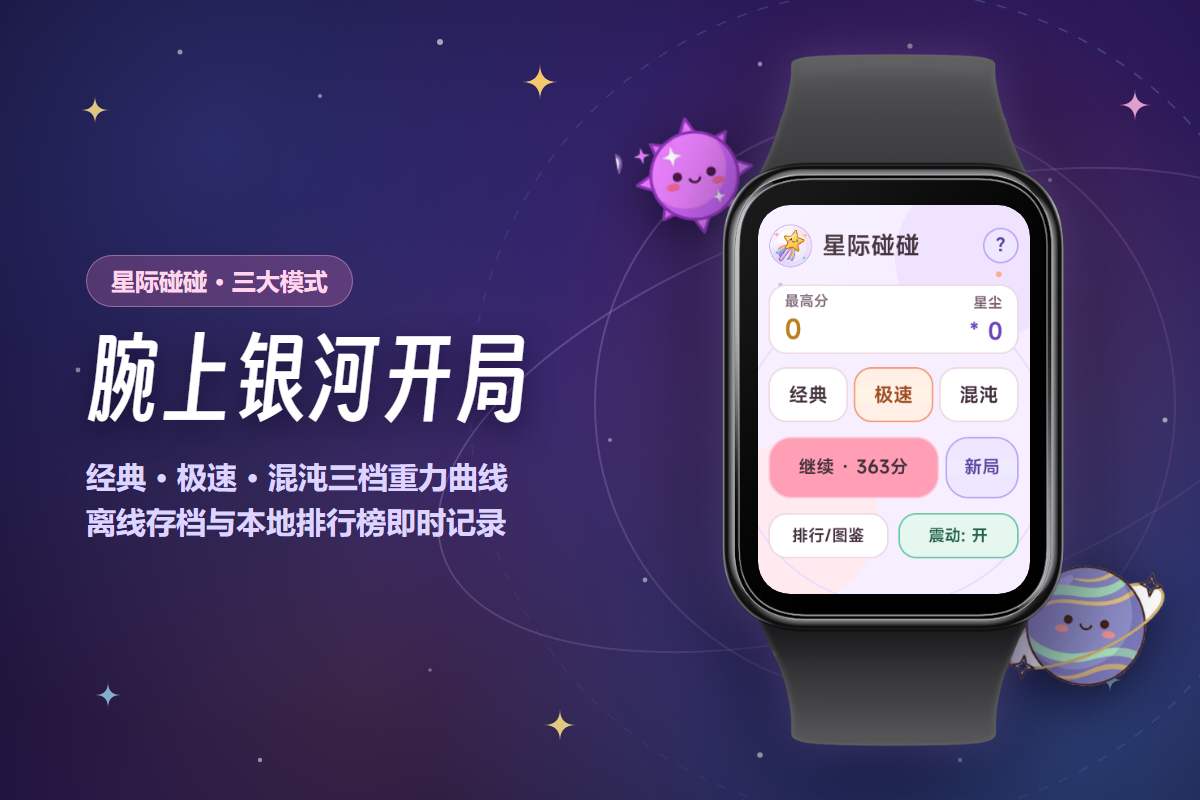 星际碰碰 • 三大模式
腕上银河开局
经典 • 极速 • 混沌三档重力曲线
离线存档与本地排行榜即时记录
星际碰碰
?
最高分
星尘
0
* 0
经典
极速
混沌
继续 · 363分
新局
排行/图鉴
震动: 开